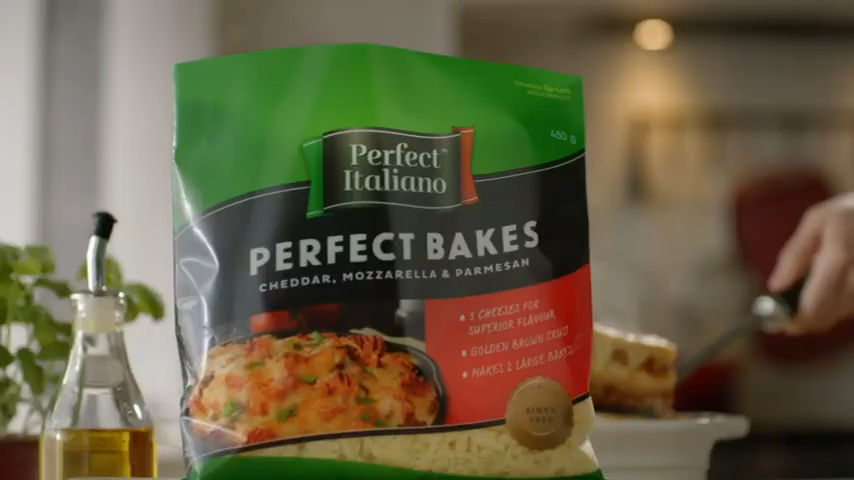 450 g
Perfect
Italiano
PERFECT BAKES
CHEDDAR, MOZZARELLA & PARMESAN
• 3 CHEESES FOR
SUPERIOR FLAVOUR
• GOLDEN BROWN CRUST
• MAKES 2 LARGE BAKES
SINCE